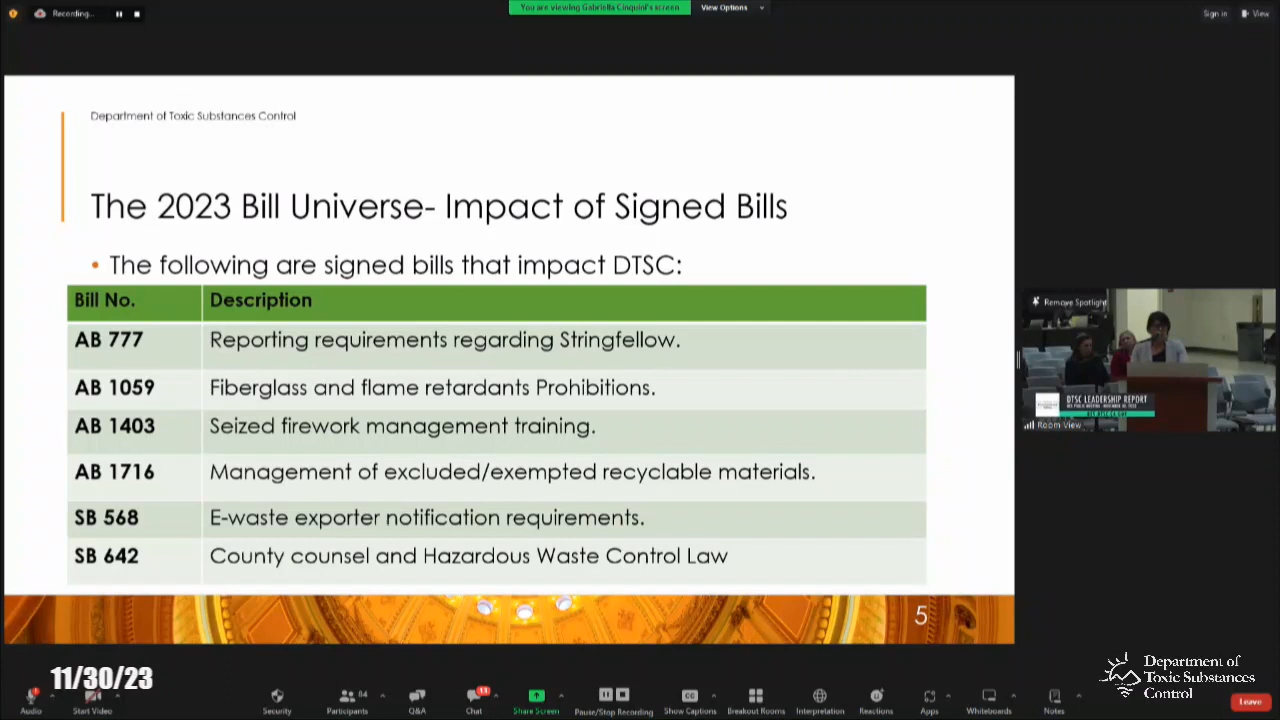 Recording...
You are viewing Gabriella Cinquini's screen
View Options
Sign in
View
Department of Toxic Substances Control
The 2023 Bill Universe- Impact of Signed Bills
• The following are signed bills that impact DTSC:
Bill No. Description
AB 777 Reporting requirements regarding Stringfellow.
AB 1059 Fiberglass and flame retardants Prohibitions.
AB 1403 Seized firework management training.
AB 1716 Management of excluded/exempted recyclable materials.
SB 568 E-waste exporter notification requirements.
SB 642 County counsel and Hazardous Waste Control Law
5
Remove Spotlight
DTSC LEADERSHIP REPORT
Room View
11/30/23
Department of
Toxic Substances
Control
Audio
Start Video
Security
Participants
84
Q&A
Chat
11
Share Screen
Pause/Stop Recording
Show Captions
Breakout Rooms
Interpretation
Reactions
Apps
Whiteboards
Notes
Leave